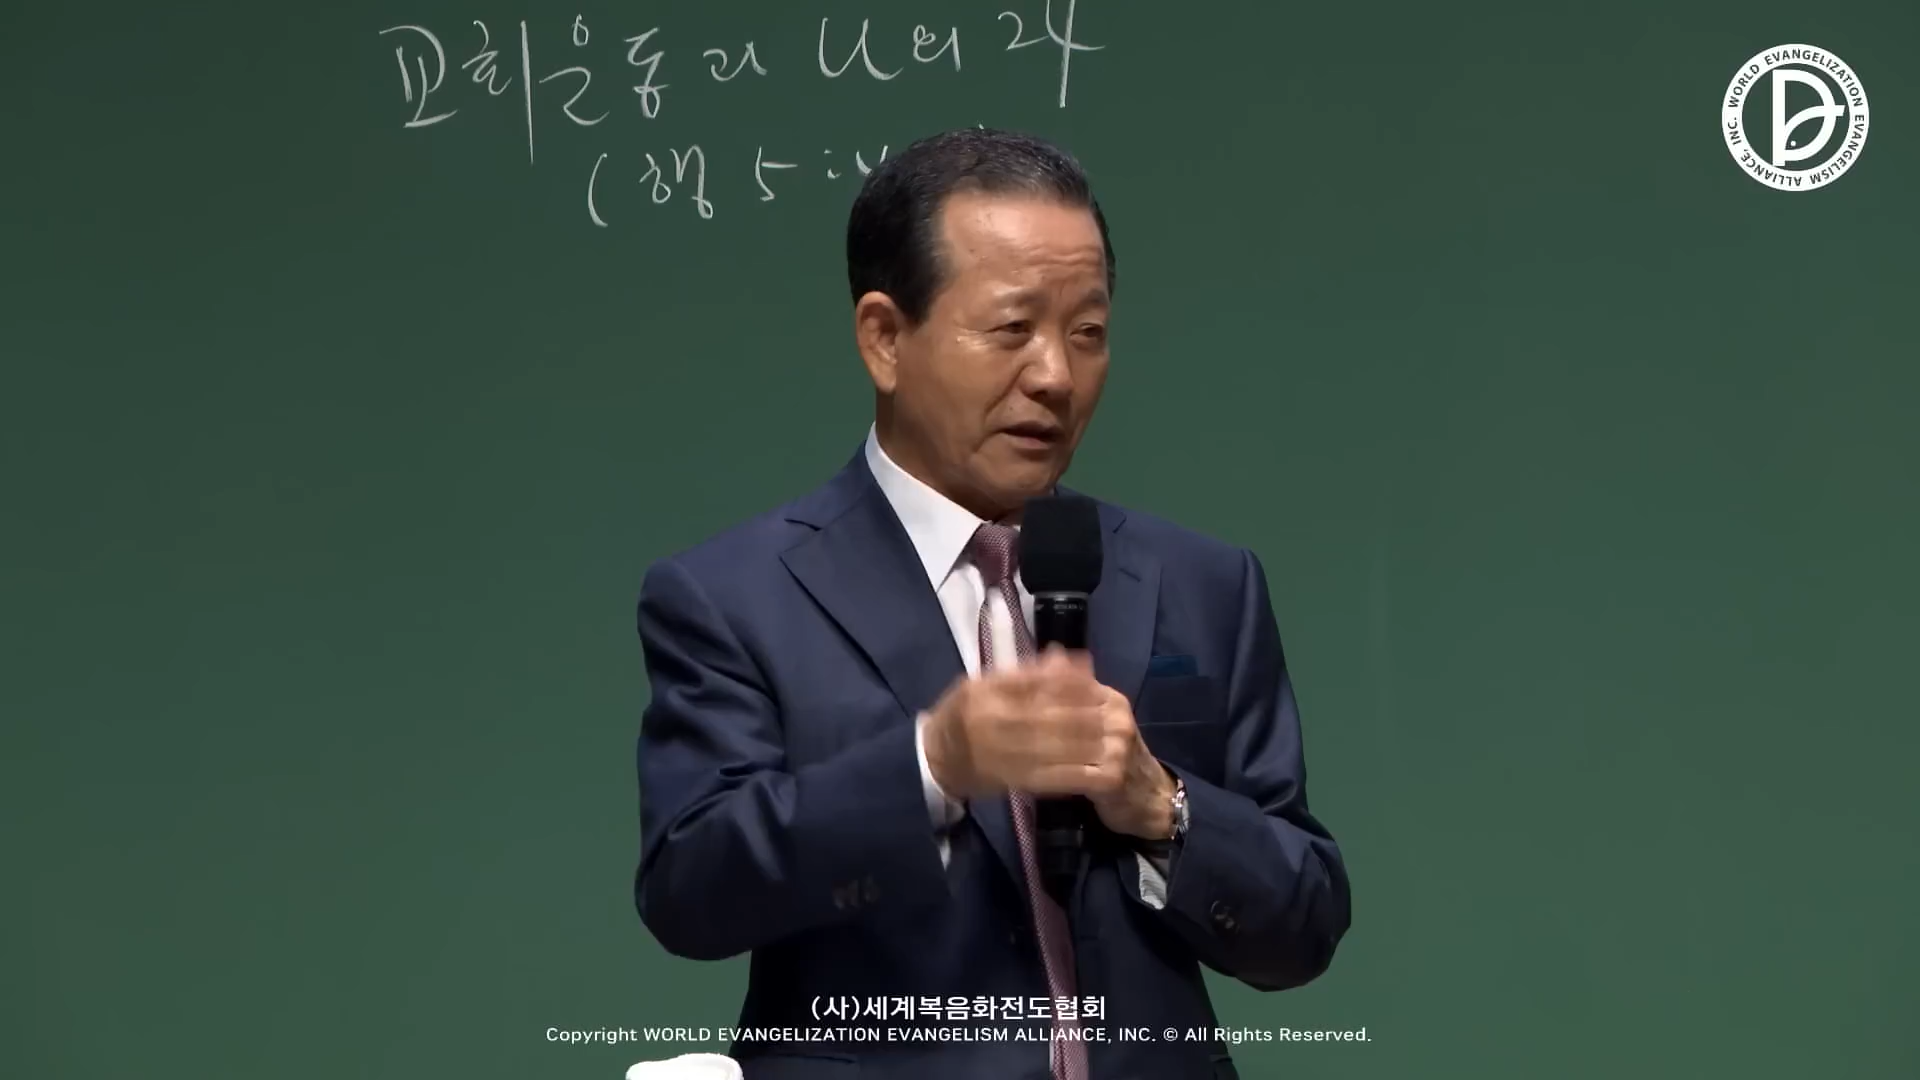 교회운동과 나의 24
(행 5:
WORLD EVANGELIZATION EVANGELISM ALLIANCE, INC.
(사)세계복음화전도협회
Copyright WORLD EVANGELIZATION EVANGELISM ALLIANCE, INC. © All Rights Reserved.